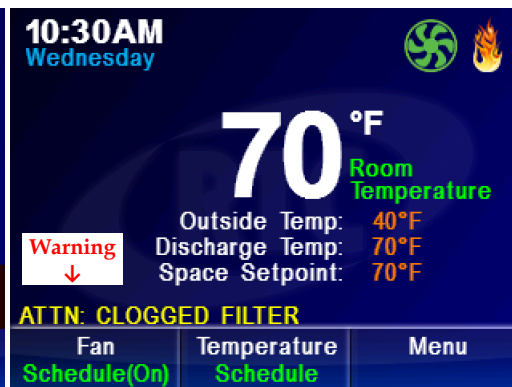 10:30AM
Wednesday
70 °F
Room
Temperature
Outside Temp: 40°F
Discharge Temp: 70°F
Space Setpoint: 70°F
Warning
↓
ATTN: CLOGGED FILTER
Fan Temperature Menu
Schedule(On) Schedule